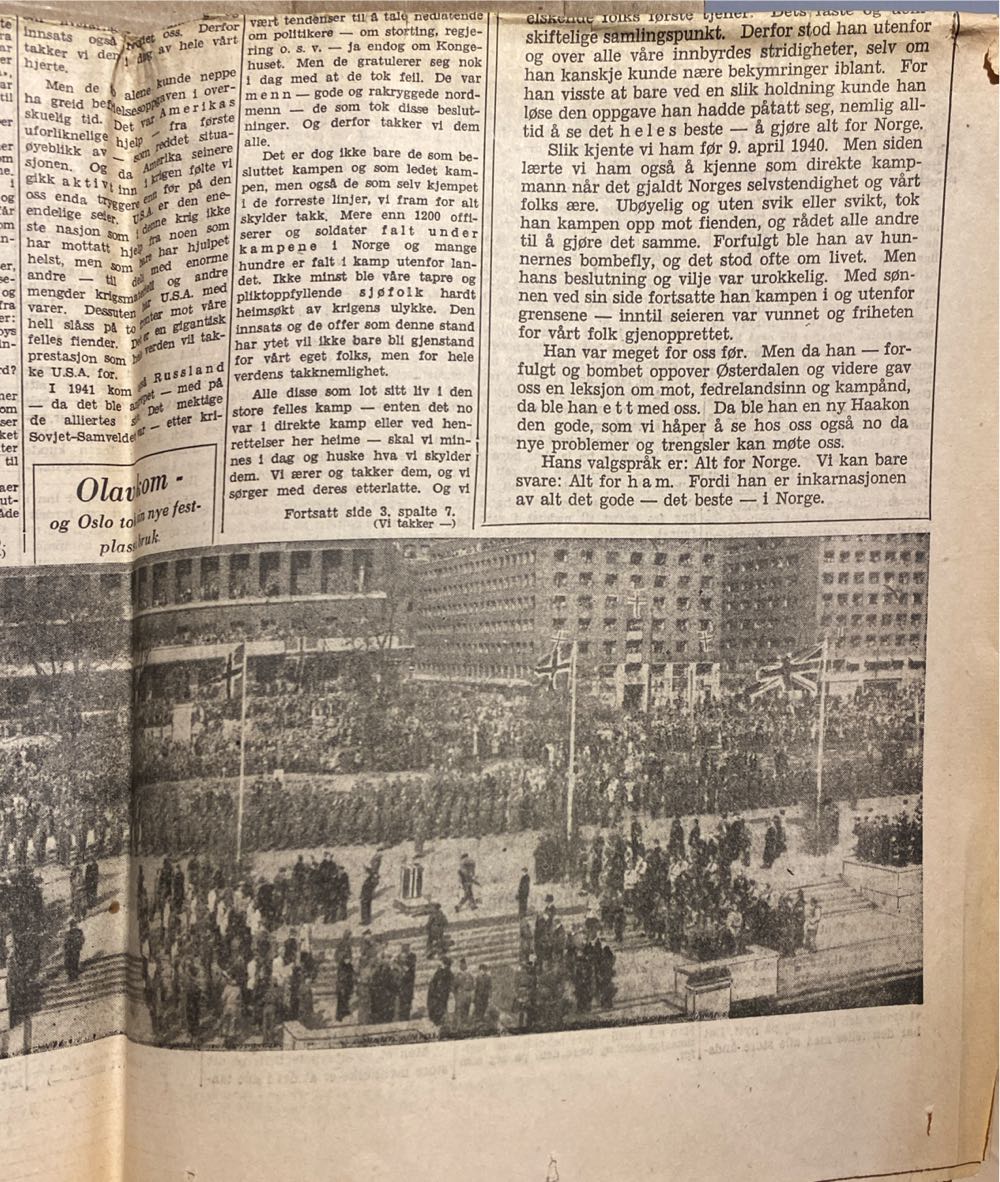 innsats også
takker vi den i dag av hele vårt
hjerte.
Men de alene kunde neppe
ha greid befrielsesoppgaven i over-
skuelig tid. Det var Amerikas
uforliknelige hjelp — fra første
øyeblikk av — som reddet situa-
sjonen. Og da Amerika seinere
gikk aktivt inn i krigen følte vi
oss enda tryggere enn før på den
endelige seier. U.S.A. er den ene-
ste nasjon som i denne krig ikke
har mottatt hjelp fra noen som
helst, men som bare har hjulpet
andre — til dels med enorme
mengder krigsmateriell og andre
varer. Dessuten har U.S.A. med
hell slåss på to fronter mot våre
felles fiender. Det er en gigantisk
prestasjon som hele verden vil tak-
ke U.S.A. for.
I 1941 kom så Russland
— da det ble — med på
de alliertes Det mektige
Sovjet-Samveldet — etter kri-
Olav kom -
og Oslo tok nye fest-
plass bruk
vært tendenser til å tale nedlatende
om politikere — om storting, regje-
ring o. s. v. — ja endog om Konge-
huset. Men de gratulerer seg nok
i dag med at de tok feil. De var
menn — gode og rakryggede nord-
menn — de som tok disse beslut-
ninger. Og derfor takker vi dem
alle.
Det er dog ikke bare de som be-
sluttet kampen og som ledet kam-
pen, men også de som selv kjempet
i de forreste linjer, vi fram for alt
skylder takk. Mere enn 1200 offi-
serer og soldater falt under
kampene i Norge og mange
hundre er falt i kamp utenfor lan-
det. Ikke minst ble våre tapre og
pliktoppfyllende sjøfolk hardt
heimsøkt av krigens ulykke. Den
innsats og de offer som denne stand
har ytet vil ikke bare bli gjenstand
for vårt eget folks, men for hele
verdens takknemlighet.
Alle disse som lot sitt liv i den
store felles kamp — enten det no
var i direkte kamp eller ved hen-
rettelser her heime — skal vi min-
nes i dag og huske hva vi skylder
dem. Vi ærer og takker dem, og vi
sørger med deres etterlatte. Og vi
Fortsatt side 3, spalte 7.
(Vi takker —)
elskende folks første tjener. Dets faste og
skiftelige samlingspunkt. Derfor stod han utenfor
og over alle våre innbyrdes stridigheter, selv om
han kanskje kunde nære bekymringer iblant. For
han visste at bare ved en slik holdning kunde han
løse den oppgave han hadde påtatt seg, nemlig all-
tid å se det heles beste — å gjøre alt for Norge.
Slik kjente vi ham før 9. april 1940. Men siden
lærte vi ham også å kjenne som direkte kamp-
mann når det gjaldt Norges selvstendighet og vårt
folks ære. Ubøyelig og uten svik eller svikt, tok
han kampen opp mot fienden, og rådet alle andre
til å gjøre det samme. Forfulgt ble han av hun-
nernes bombefly, og det stod ofte om livet. Men
hans beslutning og vilje var urokkelig. Med søn-
nen ved sin side fortsatte han kampen i og utenfor
grensene — inntil seieren var vunnet og friheten
for vårt folk gjenopprettet.
Han var meget for oss før. Men da han — for-
fulgt og bombet oppover Østerdalen og videre gav
oss en leksjon om mot, fedrelandsinn og kampånd,
da ble han ett med oss. Da ble han en ny Haakon
den gode, som vi håper å se hos oss også no da
nye problemer og trengsler kan møte oss.
Hans valgspråk er: Alt for Norge. Vi kan bare
svare: Alt for ham. Fordi han er inkarnasjonen
av alt det gode — det beste — i Norge.